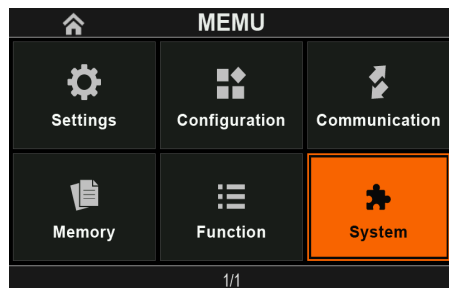 MEMU
Settings
Configuration
Communication
Memory
Function
System
1/1